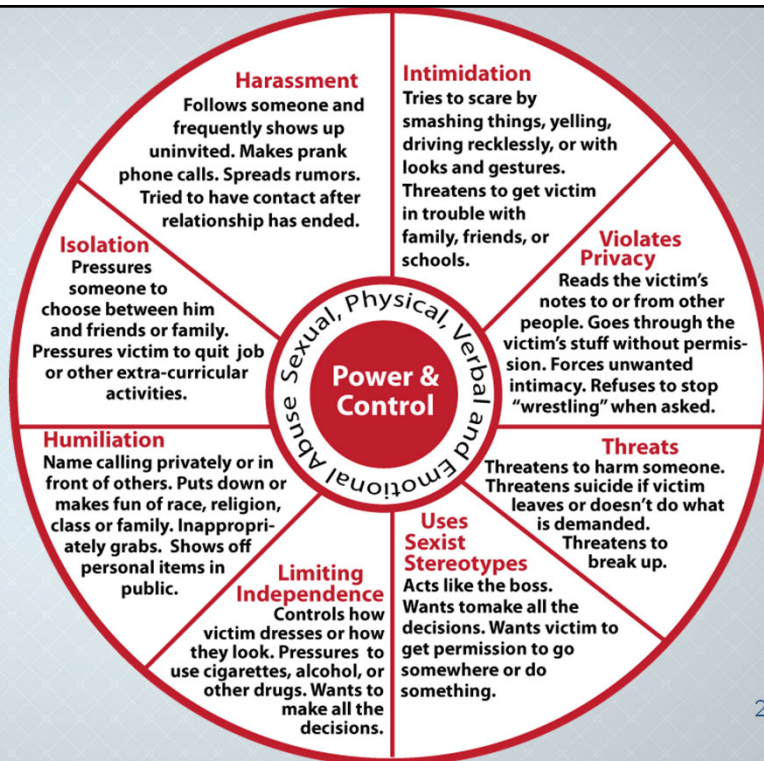 Harassment
Follows someone and
frequently shows up
uninvited. Makes prank
phone calls. Spreads rumors.
Tried to have contact after
relationship has ended.
Intimidation
Tries to scare by
smashing things, yelling,
driving recklessly, or with
looks and gestures.
Threatens to get victim
in trouble with
family, friends, or
schools.
Violates
Privacy
Reads the victim's
notes to or from other
people. Goes through the
victim's stuff without permis-
sion. Forces unwanted
intimacy. Refuses to stop
"wrestling" when asked.
Threats
Threatens to harm someone.
Threatens suicide if victim
leaves or doesn't do what
is demanded.
Threatens to
break up.
Uses
Sexist
Stereotypes
Acts like the boss.
Wants tomake all the
decisions. Wants victim to
get permission to go
somewhere or do
something.
Limiting
Independence
Controls how
victim dresses or how
they look. Pressures to
use cigarettes, alcohol, or
other drugs. Wants to
make all the
decisions.
Humiliation
Name calling privately or in
front of others. Puts down or
makes fun of race, religion,
class or family. Inappropri-
ately grabs. Shows off
personal items in
public.
Isolation
Pressures
someone to
choose between him
and friends or family.
Pressures victim to quit job
or other extra-curricular
activities.
Sexual, Physical, Verbal and Emotional Abuse
Power &
Control
2